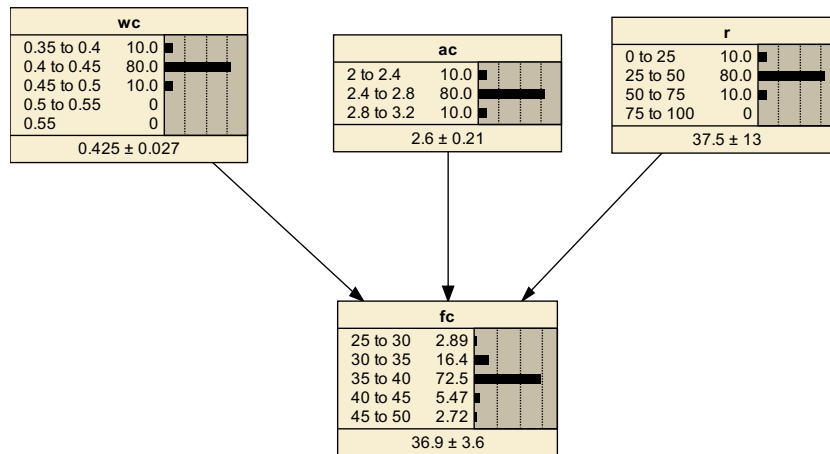 wc
0.35 to 0.4 10.0
0.4 to 0.45 80.0
0.45 to 0.5 10.0
0.5 to 0.55 0
0.55 0
0.425 ± 0.027
ac
2 to 2.4 10.0
2.4 to 2.8 80.0
2.8 to 3.2 10.0
2.6 ± 0.21
r
0 to 25 10.0
25 to 50 80.0
50 to 75 10.0
75 to 100 0
37.5 ± 13
fc
25 to 30 2.89
30 to 35 16.4
35 to 40 72.5
40 to 45 5.47
45 to 50 2.72
36.9 ± 3.6